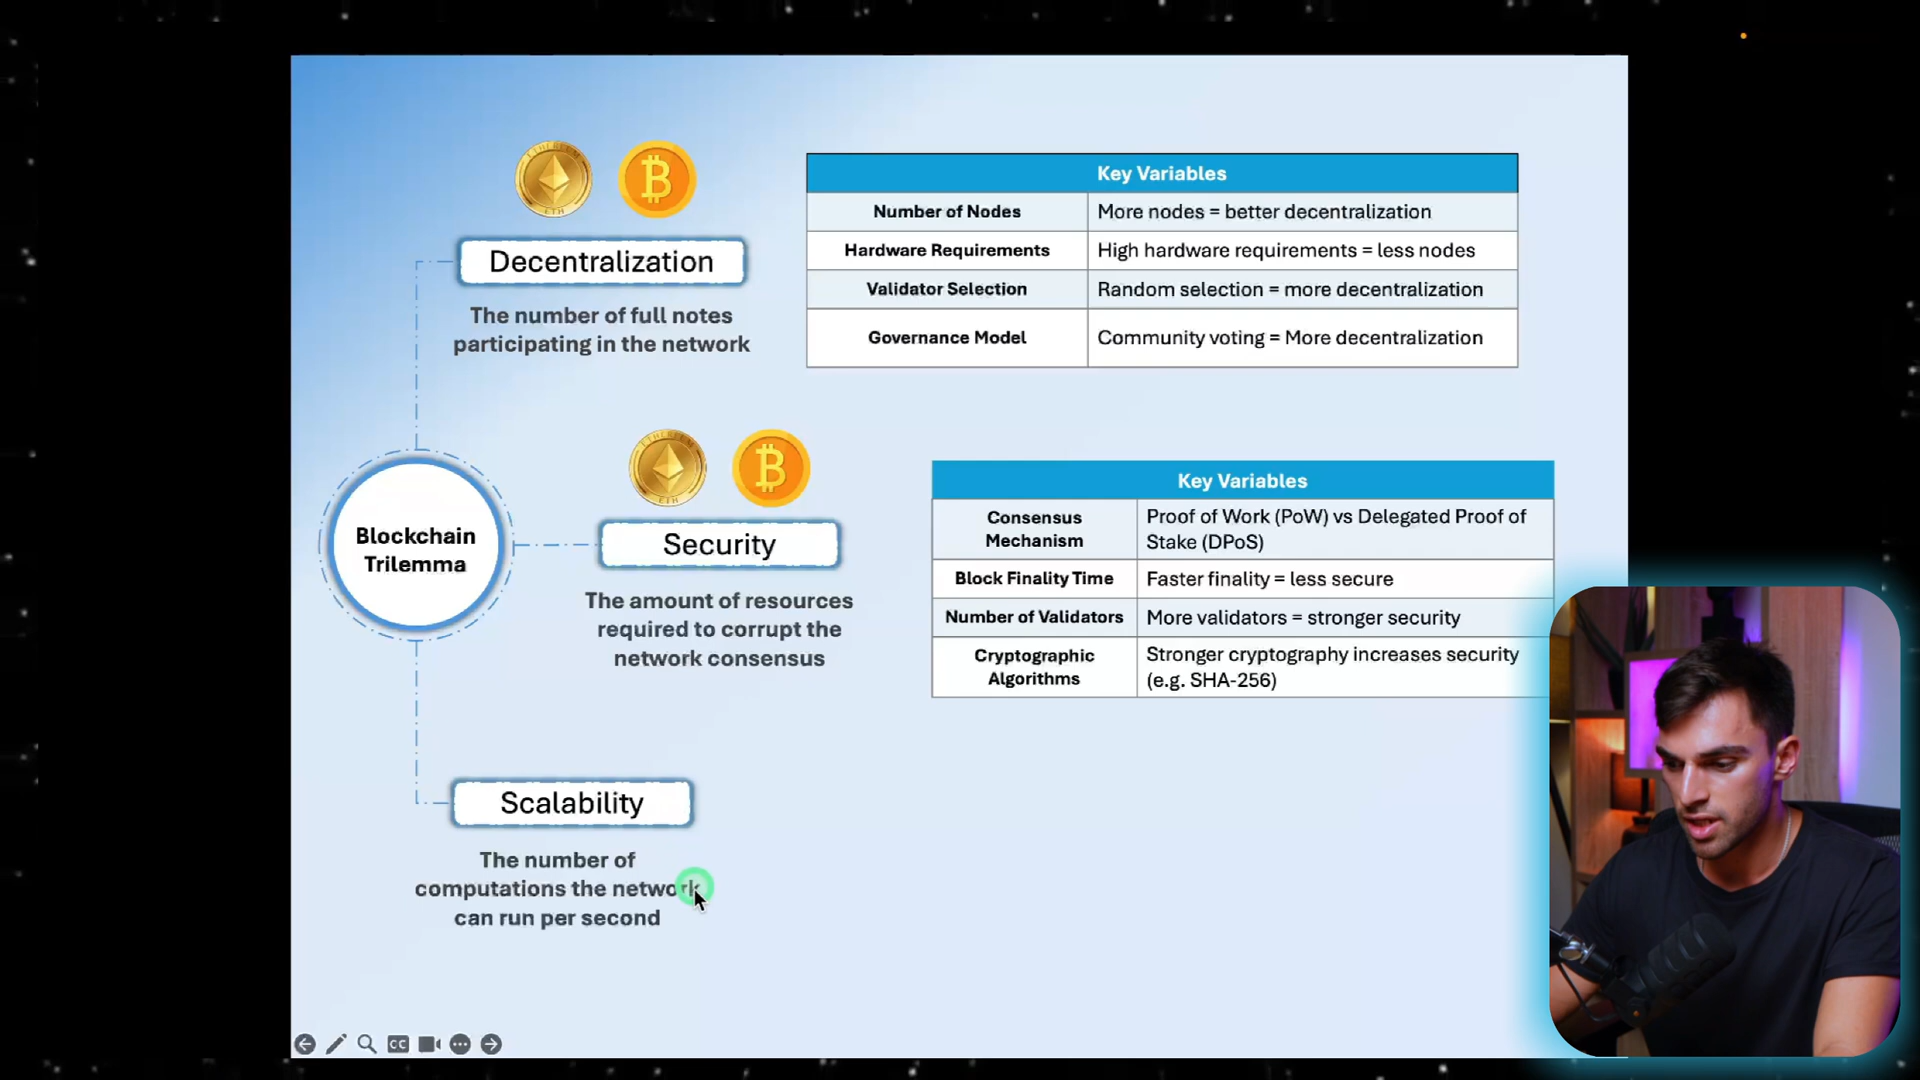 Decentralization
The number of full notes
participating in the network
Key Variables
Number of Nodes
More nodes = better decentralization
Hardware Requirements
High hardware requirements = less nodes
Validator Selection
Random selection = more decentralization
Governance Model
Community voting = More decentralization
Blockchain
Trilemma
ETHEREUM
ETH
Security
The amount of resources
required to corrupt the
network consensus
Key Variables
Consensus
Mechanism
Proof of Work (PoW) vs Delegated Proof of
Stake (DPoS)
Block Finality Time
Faster finality = less secure
Number of Validators
More validators = stronger security
Cryptographic
Algorithms
Stronger cryptography increases security
(e.g. SHA-256)
Scalability
The number of
computations the network
can run per second
CC